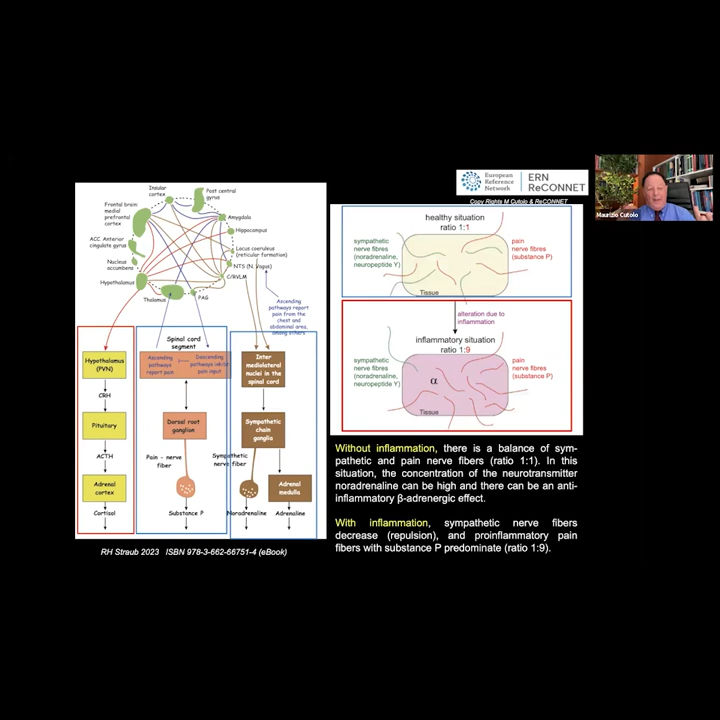 European
Reference
Network
ERN
ReCONNET
Copy Rights M Cutolo & ReCONNET
Maurizio Cutolo
Insular
cortex
Post central
gyrus
Frontal brain
medial
prefrontal
cortex
Amygdala
Hippocampus
ACC. Anterior
cingulate gyrus
Locus coeruleus
(reticular formation)
Nucleus
accumbens
NTS (N. Vagus)
C/RVLM
Hypothalamus
Thalamus
PAG
Ascending
pathways report
pain from the
chest and
abdominal area,
among others
Hypothalamus
(PVN)
CRH
Pituitary
ACTH
Adrenal
cortex
Cortisol
Spinal cord
segment
Ascending
pathways
report pain
Descending
pathways inhibit
pain input
Dorsal root
ganglion
Pain - nerve
fiber
Substance P
Inter
mediolateral
nuclei in the
spinal cord
Sympathetic
chain
ganglia
Sympathetic
nerve fiber
Adrenal
medulla
Noradrenaline
Adrenaline
RH Straub 2023 ISBN 978-3-662-66751-4 (eBook)
healthy situation
ratio 1:1
sympathetic
nerve fibres
(noradrenaline,
neuropeptide Y)
pain
nerve fibres
(substance P)
Tissue
alteration due to
inflammation
inflammatory situation
ratio 1:9
sympathetic
nerve fibres
(noradrenaline,
neuropeptide Y)
α
pain
nerve fibres
(substance P)
Tissue
Without inflammation, there is a balance of sym-
pathetic and pain nerve fibers (ratio 1:1). In this
situation, the concentration of the neurotransmitter
noradrenaline can be high and there can be an anti-
inflammatory β-adrenergic effect.
With inflammation, sympathetic nerve fibers
decrease (repulsion), and proinflammatory pain
fibers with substance P predominate (ratio 1:9).